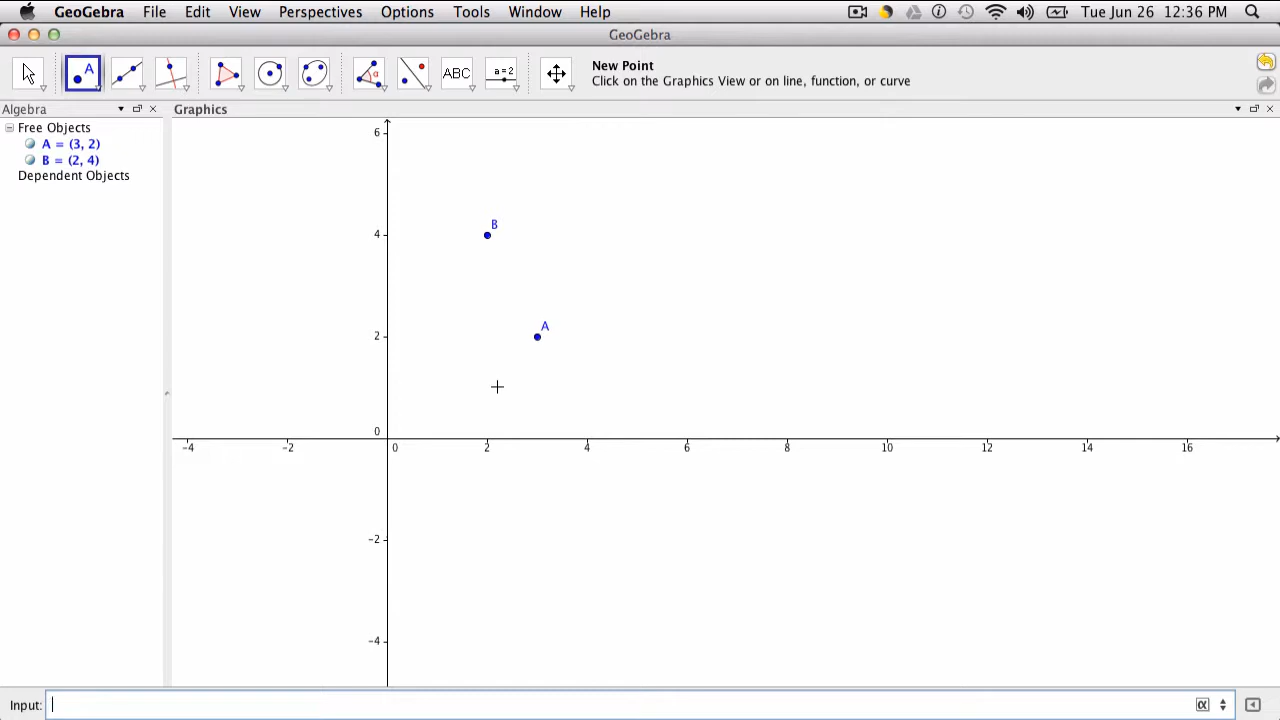 GeoGebra File Edit View Perspectives Options Tools Window Help Tue Jun 26 12:36 PM
GeoGebra
A
α
ABC
a=2
New Point
Click on the Graphics View or on line, function, or curve
Algebra
Graphics
Free Objects
A = (3, 2)
B = (2, 4)
Dependent Objects
6
B
4
A
2
0
-4 -2 0 2 4 6 8 10 12 14 16
-2
-4
Input: α